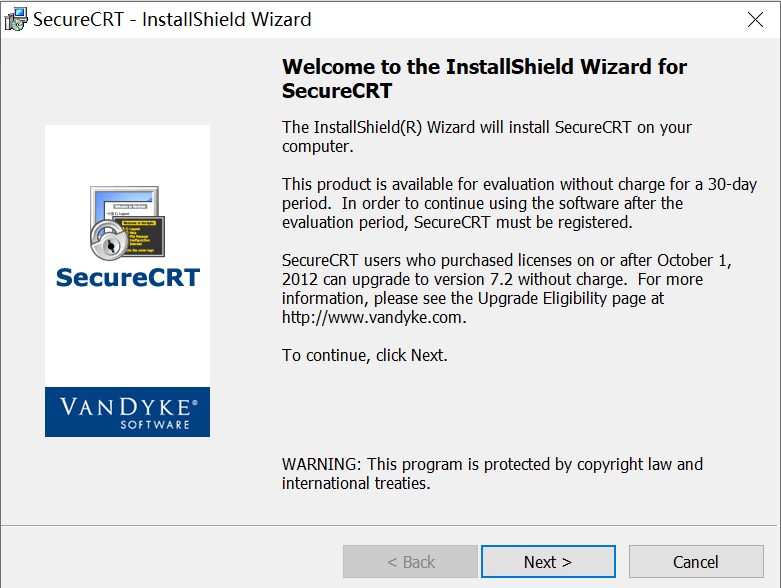 SecureCRT - InstallShield Wizard
Welcome to the InstallShield Wizard for
SecureCRT
The InstallShield(R) Wizard will install SecureCRT on your
computer.
This product is available for evaluation without charge for a 30-day
period.  In order to continue using the software after the
evaluation period, SecureCRT must be registered.
SecureCRT users who purchased licenses on or after October 1,
2012 can upgrade to version 7.2 without charge.  For more
information, please see the Upgrade Eligibility page at
http://www.vandyke.com.
To continue, click Next.
WARNING: This program is protected by copyright law and
international treaties.
SecureCRT
VANDYKE®
SOFTWARE
< Back
Next >
Cancel